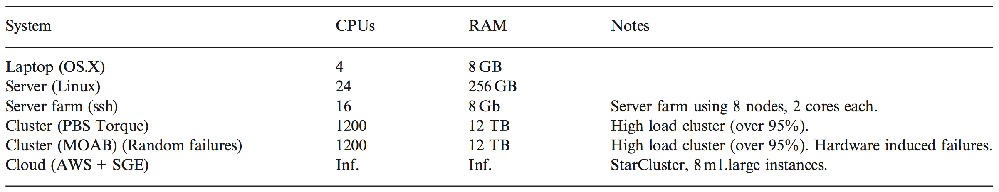 System CPUs RAM Notes
Laptop (OS.X) 4 8 GB
Server (Linux) 24 256 GB
Server farm (ssh) 16 8 Gb Server farm using 8 nodes, 2 cores each.
Cluster (PBS Torque) 1200 12 TB High load cluster (over 95%).
Cluster (MOAB) (Random failures) 1200 12 TB High load cluster (over 95%). Hardware induced failures.
Cloud (AWS + SGE) Inf. Inf. StarCluster, 8 m1.large instances.